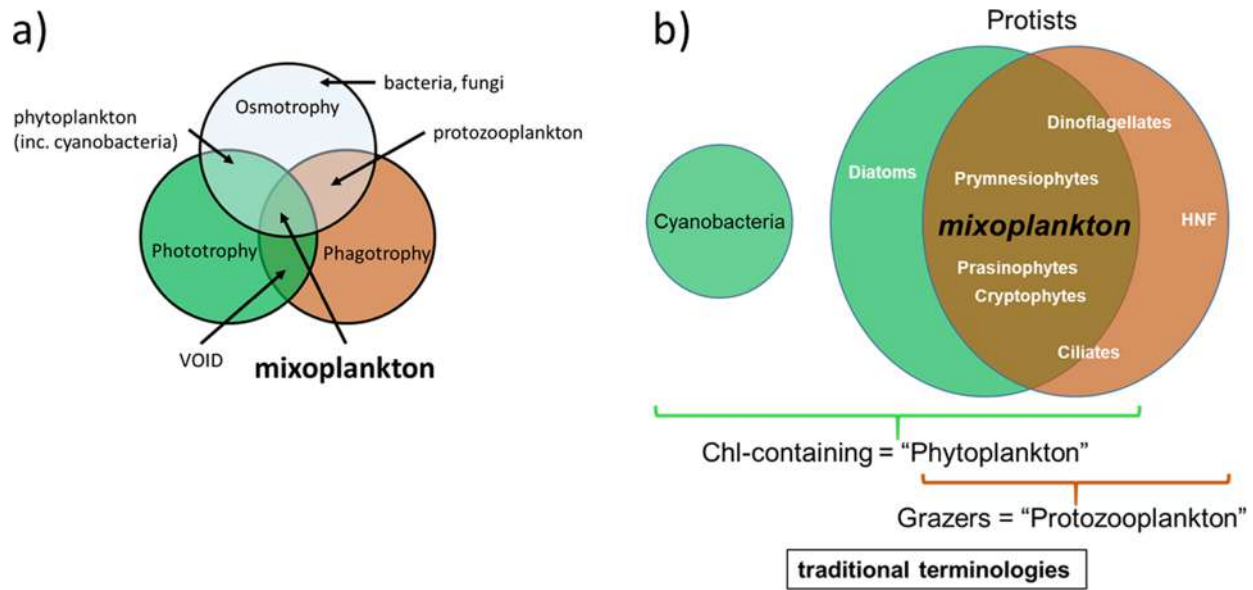 a)
Osmotrophy
bacteria, fungi
phytoplankton
(inc. cyanobacteria)
protozooplankton
Phototrophy
Phagotrophy
VOID
mixoplankton
b)
Protists
Dinoflagellates
Diatoms
Prymnesiophytes
Cyanobacteria
mixoplankton
HNF
Prasinophytes
Cryptophytes
Ciliates
Chl-containing = "Phytoplankton"
Grazers = "Protozooplankton"
traditional terminologies